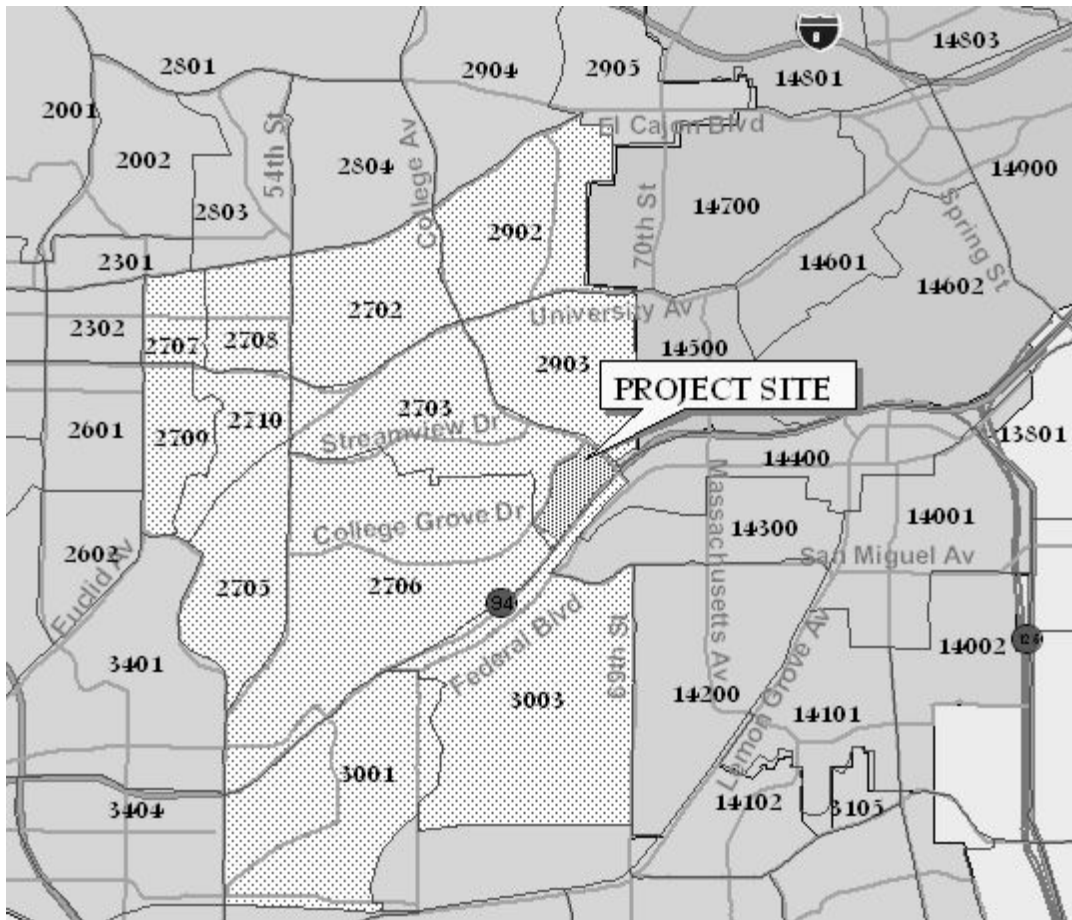 8
14803
2801
2904
2905
14801
2001
El Cajon Blvd
54th St
College Av
2002
2804
14900
2803
70th St
14700
Spring St
2902
2301
14601
14602
2702
University Av
2302
2707
2708
14500
2903
PROJECT SITE
2703
2601
2709
2710
Streamview Dr
13801
14400
Massachusetts Av
College Grove Dr
14300
14001
2602
San Miguel Av
Euclid Av
2705
2706
94
Federal Blvd
69th St
3401
14002
3003
14200
Lemon Grove Av
14101
3001
3404
14102
3105